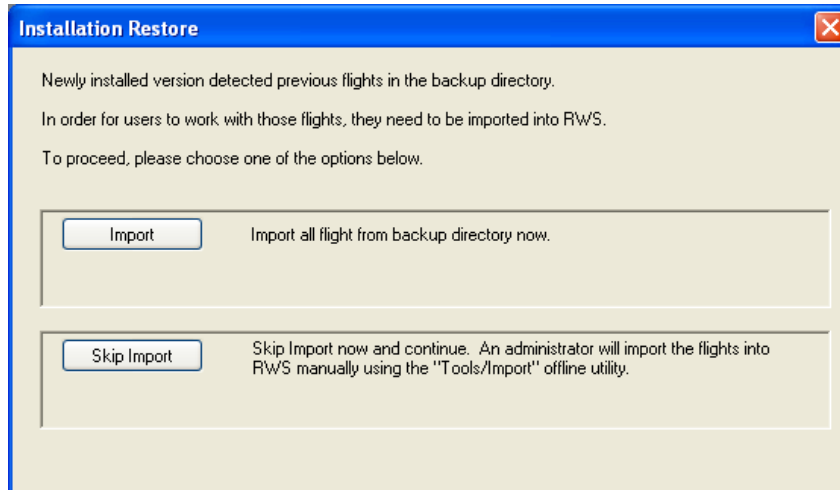 Installation Restore
Newly installed version detected previous flights in the backup directory.
In order for users to work with those flights, they need to be imported into RWS.
To proceed, please choose one of the options below.
Import
Import all flight from backup directory now.
Skip Import
Skip Import now and continue.  An administrator will import the flights into
RWS manually using the "Tools/Import" offline utility.